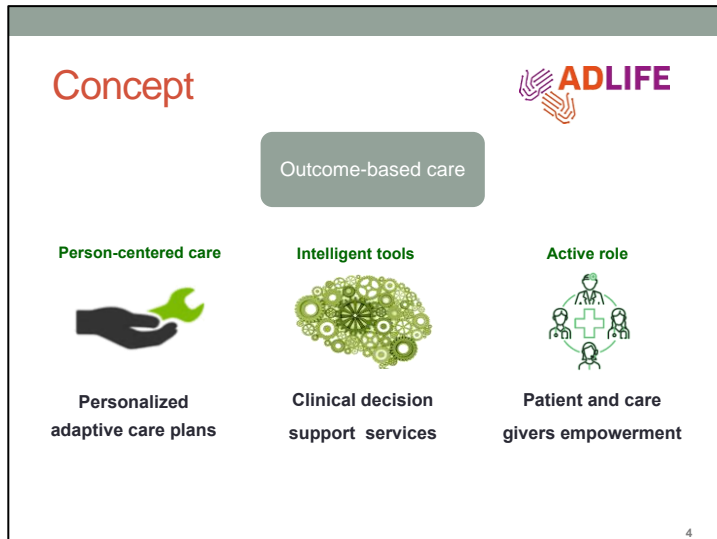 Concept
ADLIFE
Outcome-based care
Person-centered care
Intelligent tools
Active role
Personalized
adaptive care plans
Clinical decision
support services
Patient and care
givers empowerment
4